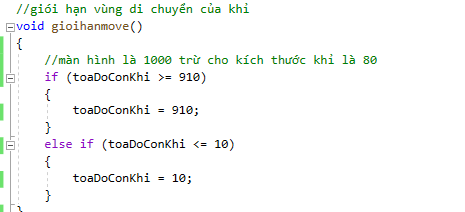 //giói hạn vùng di chuyển của khỉ
void gioihanmove()
{
//màn hình là 1000 trừ cho kích thước khỉ là 80
if (toaDoConKhi >= 910)
{
toaDoConKhi = 910;
}
else if (toaDoConKhi <= 10)
{
toaDoConKhi = 10;
}
}